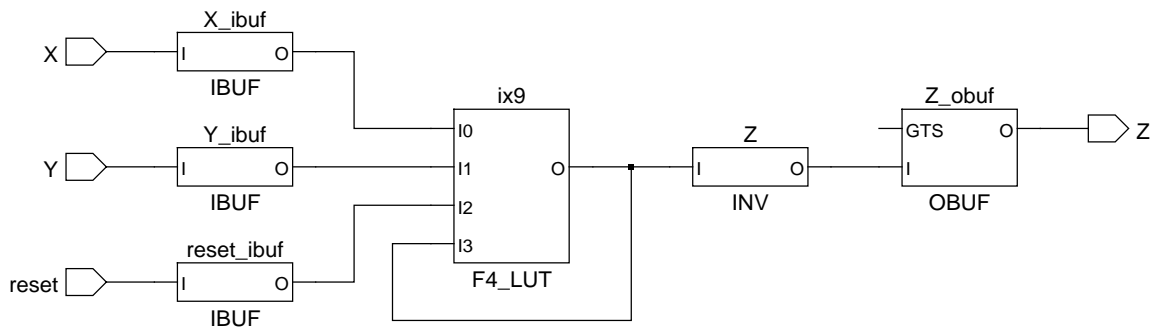 X_ibuf
X
I
O
IBUF
Y_ibuf
Y
I
O
IBUF
reset_ibuf
reset
I
O
IBUF
ix9
I0
I1
I2
I3
O
F4_LUT
Z
I
O
INV
Z_obuf
GTS
I
O
OBUF
Z